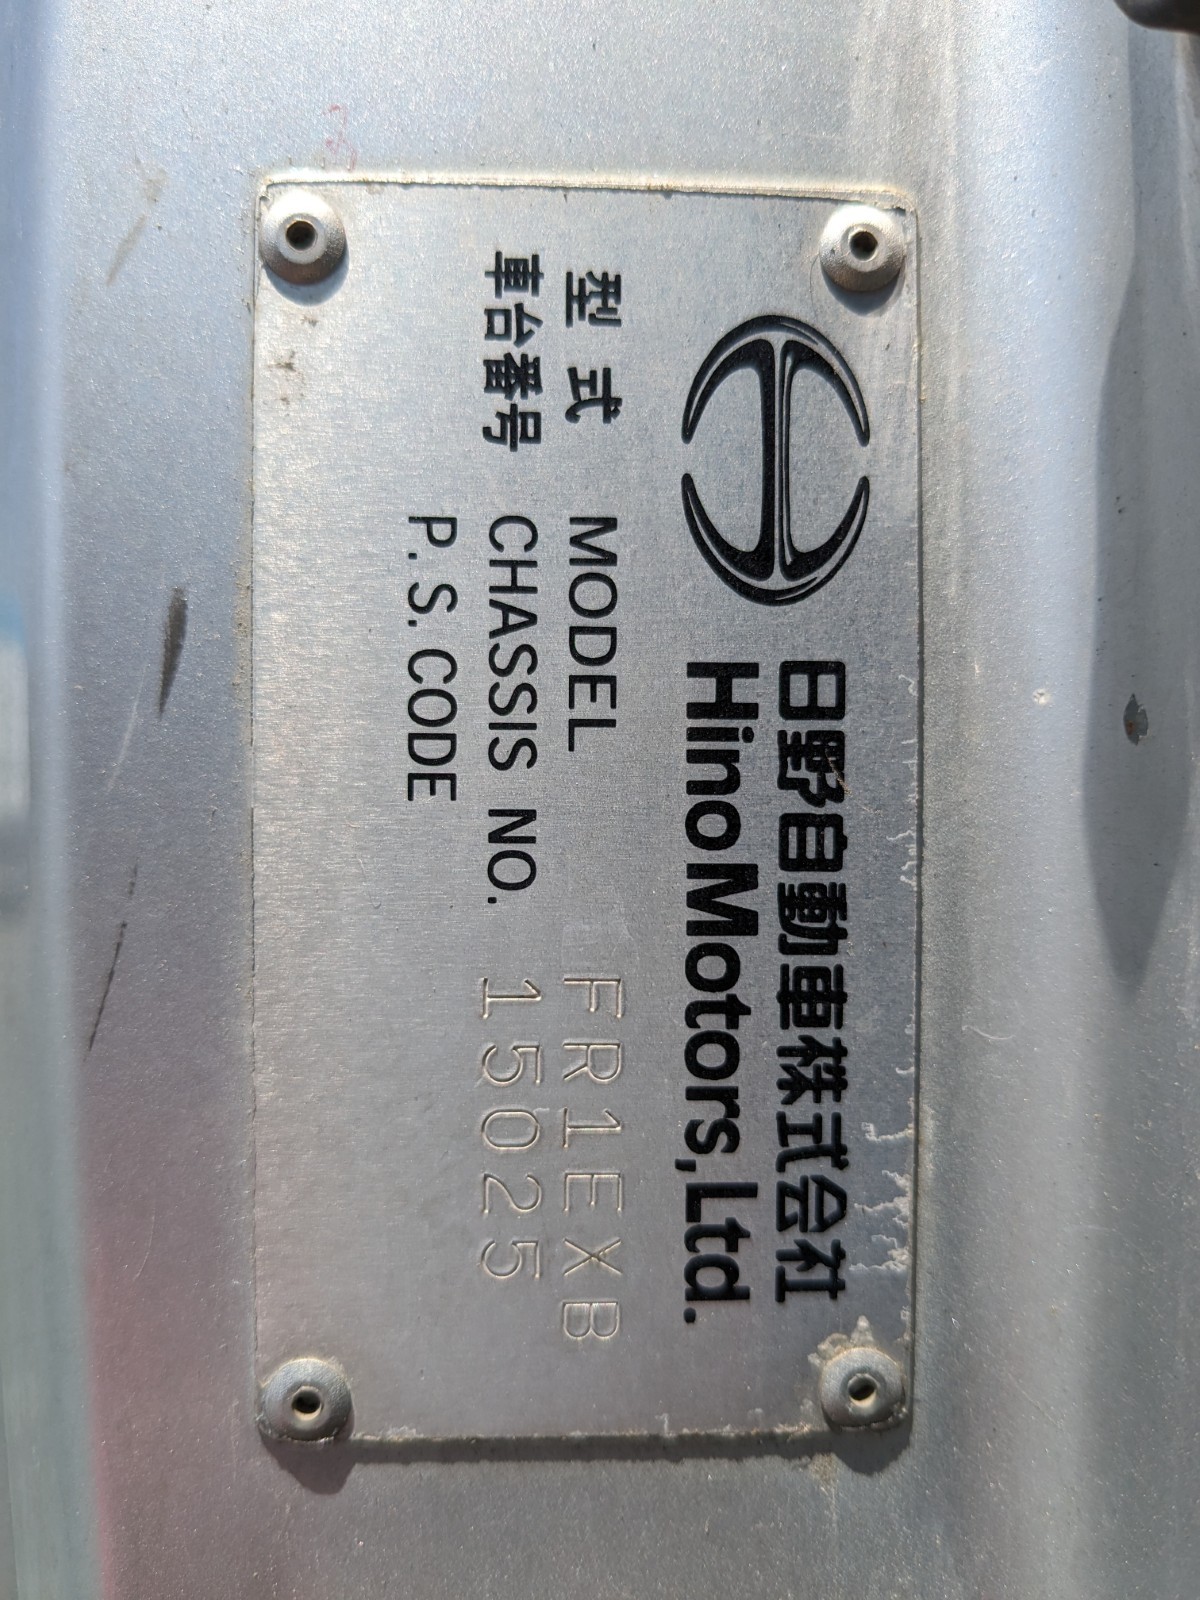 日野自動車株式会社
Hino Motors, Ltd.
型式 MODEL FR1EXB
車台番号 CHASSIS NO. 15025
P.S.CODE